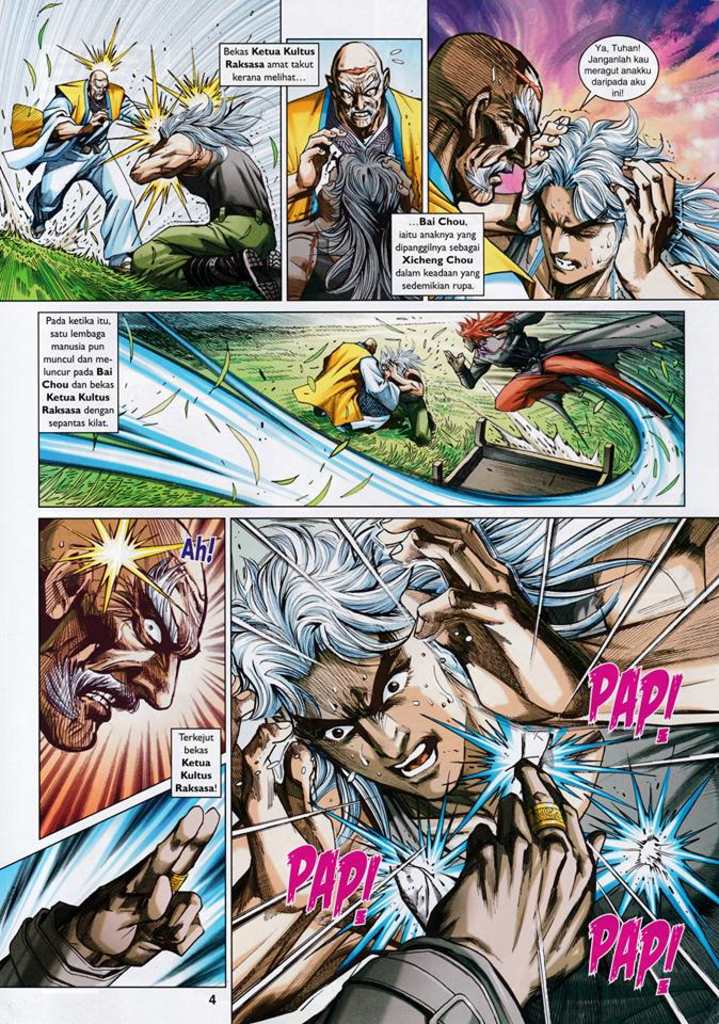 Bekas Ketua Kultus
Raksasa amat takut
kerana melihat...
Ya, Tuhan!
Janganlah kau
meragut anakku
daripada aku
ini!
...Bai Chou,
iaitu anaknya yang
dipanggilnya sebagai
Xicheng Chou
dalam keadaan yang
sedemikian rupa.
Pada ketika itu,
satu lembaga
manusia pun
muncul dan me-
luncur pada Bai
Chou dan bekas
Ketua Kultus
Raksasa dengan
sepantas kilat.
Ah!
Terkejut
bekas
Ketua
Kultus
Raksasa!
PAP!
PAP!
PAP!
PAP!
4